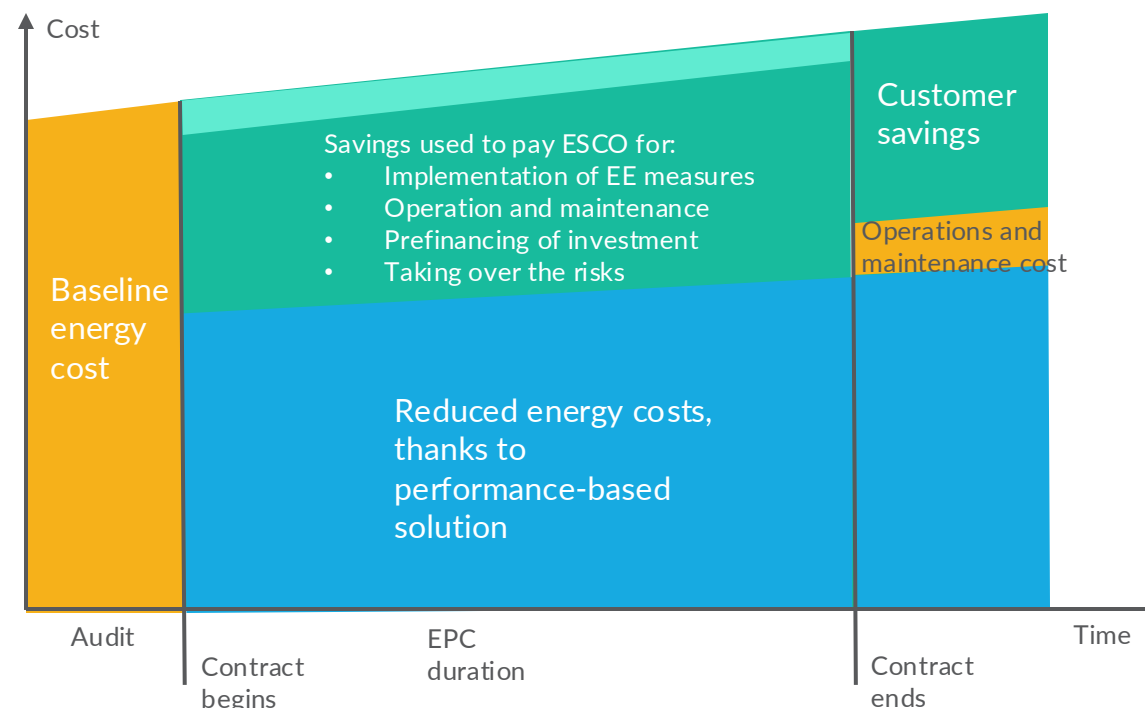 Cost
Customer
savings
Savings used to pay ESCO for:
• Implementation of EE measures
• Operation and maintenance
• Prefinancing of investment
• Taking over the risks
Operations and
maintenance cost
Baseline
energy
cost
Reduced energy costs,
thanks to
performance-based
solution
Audit
EPC
duration
Time
Contract
begins
Contract
ends